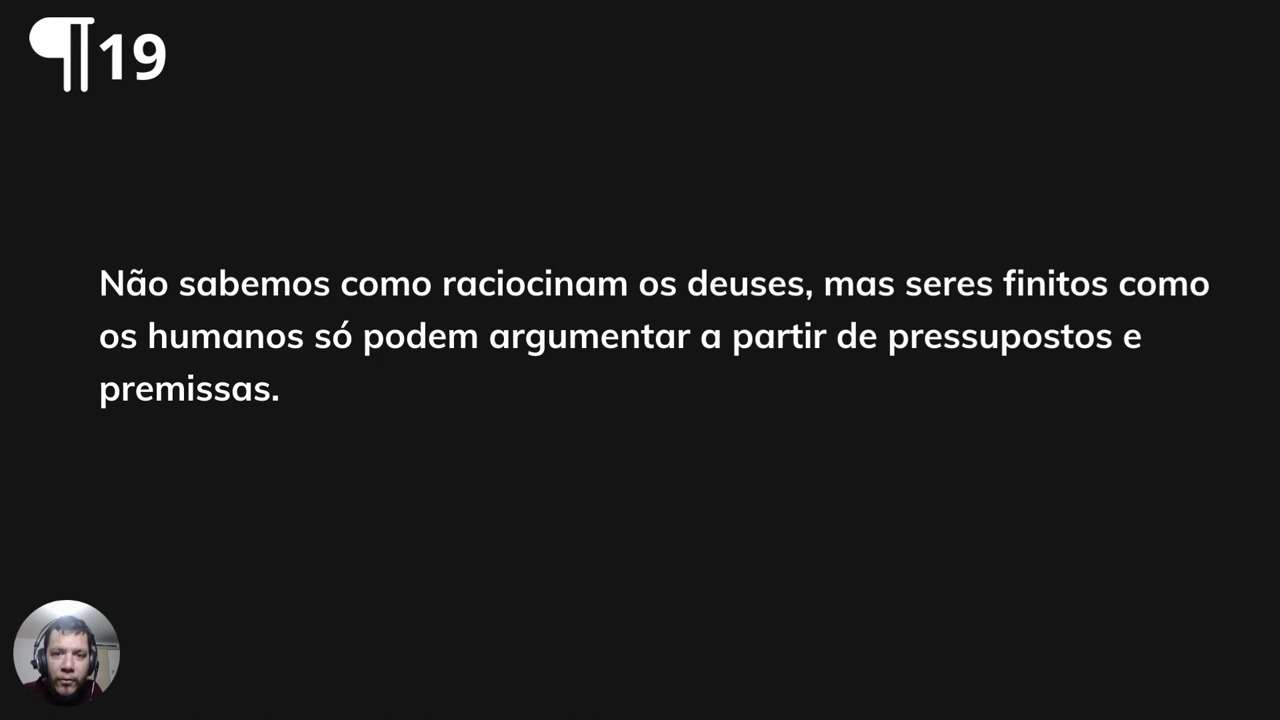 ¶19
Não sabemos como raciocinam os deuses, mas seres finitos como
os humanos só podem argumentar a partir de pressupostos e
premissas.